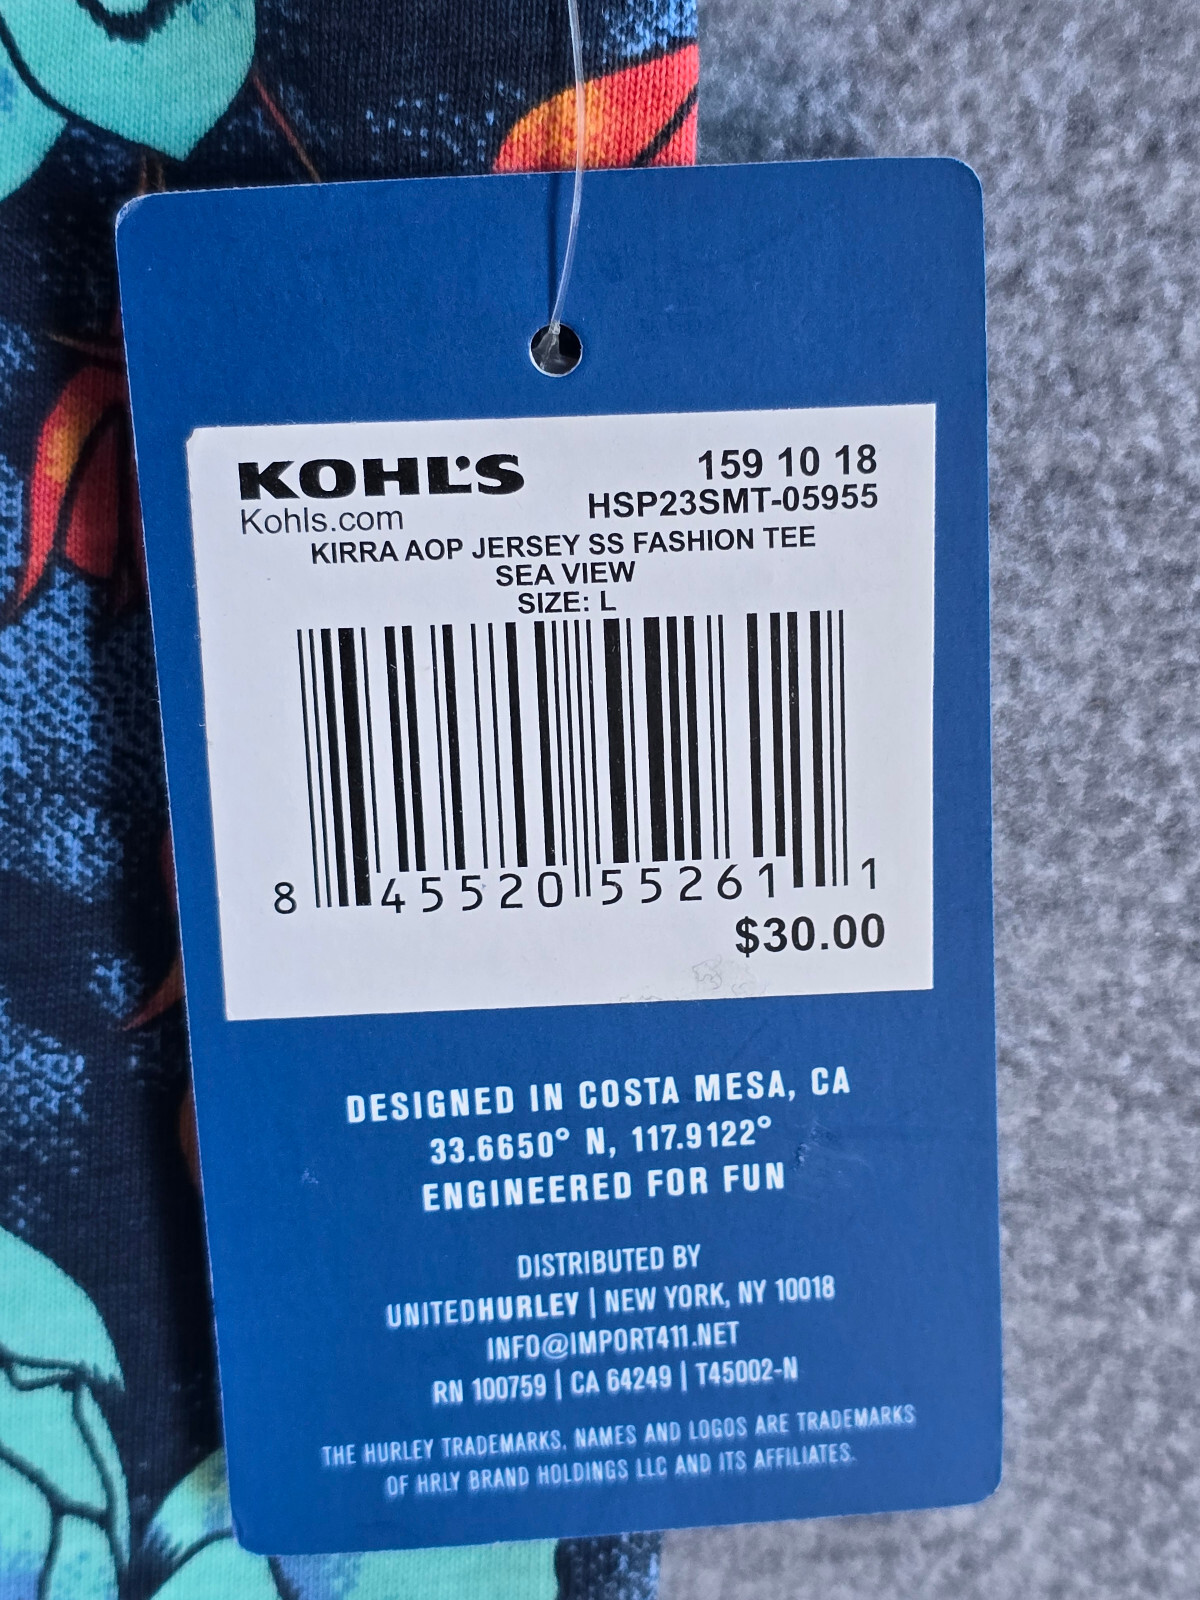 KOHL'S
Kohls.com
159 10 18
HSP23SMT-05955
KIRRA AOP JERSEY SS FASHION TEE
SEA VIEW
SIZE: L
8 45520 55261 1
$30.00
DESIGNED IN COSTA MESA, CA
33.6650° N, 117.9122°
ENGINEERED FOR FUN
DISTRIBUTED BY
UNITEDHURLEY | NEW YORK, NY 10018
INFO@IMPORT411.NET
RN 100759 | CA 64249 | T45002-N
THE HURLEY TRADEMARKS, NAMES AND LOGOS ARE TRADEMARKS
OF HRLY BRAND HOLDINGS LLC AND ITS AFFILIATES.